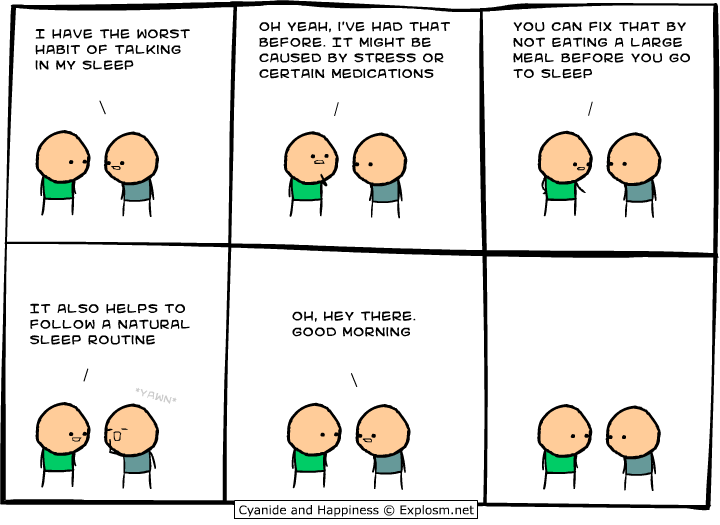 I HAVE THE WORST
HABIT OF TALKING
IN MY SLEEP
OH YEAH, I'VE HAD THAT
BEFORE. IT MIGHT BE
CAUSED BY STRESS OR
CERTAIN MEDICATIONS
YOU CAN FIX THAT BY
NOT EATING A LARGE
MEAL BEFORE YOU GO
TO SLEEP
IT ALSO HELPS TO
FOLLOW A NATURAL
SLEEP ROUTINE
*YAWN*
OH, HEY THERE.
GOOD MORNING
Cyanide and Happiness © Explosm.net